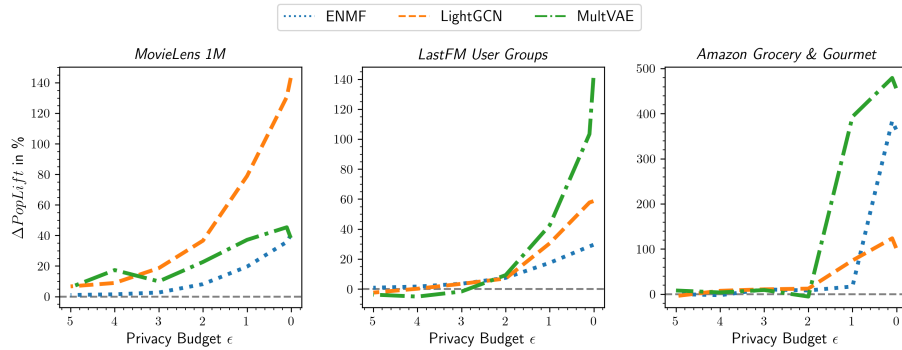 ENMF LightGCN MultVAE
MovieLens 1M LastFM User Groups Amazon Grocery & Gourmet
ΔPopLift in %
140
120
100
80
60
40
20
0
5 4 3 2 1 0
Privacy Budget ϵ
140
120
100
80
60
40
20
0
5 4 3 2 1 0
Privacy Budget ϵ
500
400
300
200
100
0
5 4 3 2 1 0
Privacy Budget ϵ